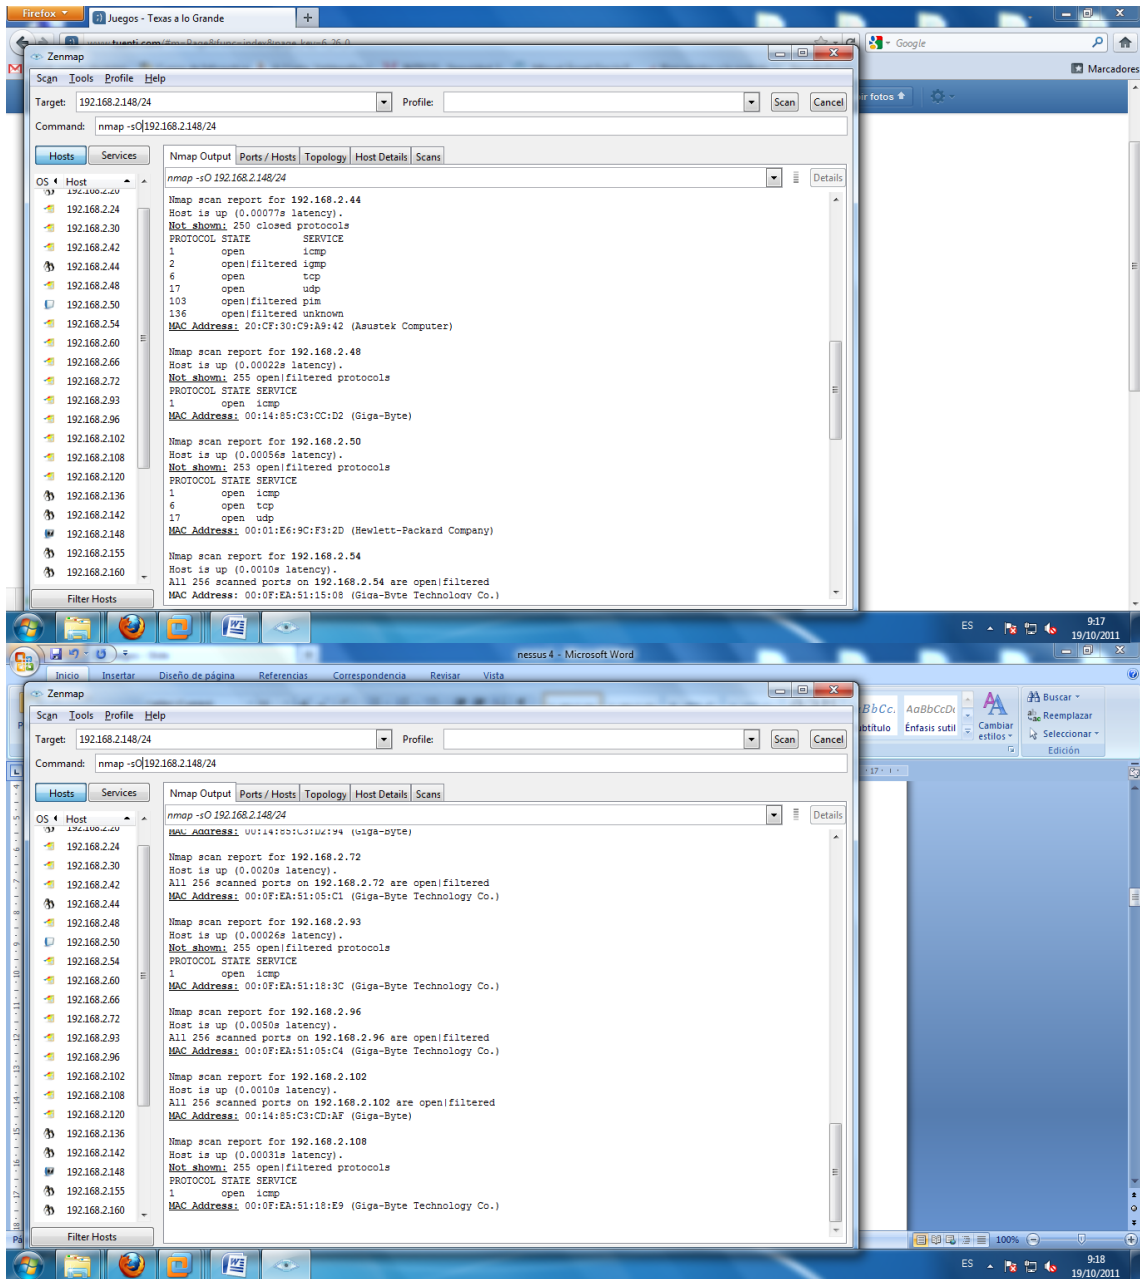 Firefox
Juegos - Texas a lo Grande
Google
Marcadores
ir fotos
Zenmap
Scan Tools Profile Help
Target: 192.168.2.148/24 Profile: Scan Cancel
Command: nmap -sO 192.168.2.148/24
Hosts Services
Nmap Output Ports / Hosts Topology Host Details Scans
OS Host
nmap -sO 192.168.2.148/24 Details
192.168.2.20
192.168.2.24
192.168.2.30
192.168.2.42
192.168.2.44
192.168.2.48
192.168.2.50
192.168.2.54
192.168.2.60
192.168.2.66
192.168.2.72
192.168.2.93
192.168.2.96
192.168.2.102
192.168.2.108
192.168.2.120
192.168.2.136
192.168.2.142
192.168.2.148
192.168.2.155
192.168.2.160
Filter Hosts
Nmap scan report for 192.168.2.44
Host is up (0.00077s latency).
Not shown: 250 closed protocols
PROTOCOL STATE SERVICE
1 open icmp
2 open|filtered igmp
6 open tcp
17 open udp
103 open|filtered pim
136 open|filtered unknown
MAC Address: 20:CF:30:C9:A9:42 (Asustek Computer)
Nmap scan report for 192.168.2.48
Host is up (0.00022s latency).
Not shown: 255 open|filtered protocols
PROTOCOL STATE SERVICE
1 open icmp
MAC Address: 00:14:85:C3:CC:D2 (Giga-Byte)
Nmap scan report for 192.168.2.50
Host is up (0.00056s latency).
Not shown: 253 open|filtered protocols
PROTOCOL STATE SERVICE
1 open icmp
6 open tcp
17 open udp
MAC Address: 00:01:E6:9C:F3:2D (Hewlett-Packard Company)
Nmap scan report for 192.168.2.54
Host is up (0.0010s latency).
All 256 scanned ports on 192.168.2.54 are open|filtered
MAC Address: 00:0F:EA:51:15:08 (Giga-Byte Technology Co.)
ES
9:17
19/10/2011
nessus 4 - Microsoft Word
Inicio Insertar Diseño de página Referencias Correspondencia Revisar Vista
Zenmap
Scan Tools Profile Help
Target: 192.168.2.148/24 Profile: Scan Cancel
Command: nmap -sO 192.168.2.148/24
BbCc. AaBbCcDc
btítulo Énfasis sutil
Cambiar estilos
Buscar
Reemplazar
Seleccionar
Edición
17
Hosts Services
Nmap Output Ports / Hosts Topology Host Details Scans
OS Host
nmap -sO 192.168.2.148/24 Details
192.168.2.20
192.168.2.24
192.168.2.30
192.168.2.42
192.168.2.44
192.168.2.48
192.168.2.50
192.168.2.54
192.168.2.60
192.168.2.66
192.168.2.72
192.168.2.93
192.168.2.96
192.168.2.102
192.168.2.108
192.168.2.120
192.168.2.136
192.168.2.142
192.168.2.148
192.168.2.155
192.168.2.160
Filter Hosts
MAC Address: 00:14:85:C3:D2:94 (Giga-Byte)
Nmap scan report for 192.168.2.72
Host is up (0.0020s latency).
All 256 scanned ports on 192.168.2.72 are open|filtered
MAC Address: 00:0F:EA:51:05:C1 (Giga-Byte Technology Co.)
Nmap scan report for 192.168.2.93
Host is up (0.00026s latency).
Not shown: 255 open|filtered protocols
PROTOCOL STATE SERVICE
1 open icmp
MAC Address: 00:0F:EA:51:18:3C (Giga-Byte Technology Co.)
Nmap scan report for 192.168.2.96
Host is up (0.0050s latency).
All 256 scanned ports on 192.168.2.96 are open|filtered
MAC Address: 00:0F:EA:51:05:C4 (Giga-Byte Technology Co.)
Nmap scan report for 192.168.2.102
Host is up (0.0010s latency).
All 256 scanned ports on 192.168.2.102 are open|filtered
MAC Address: 00:14:85:C3:CD:AF (Giga-Byte)
Nmap scan report for 192.168.2.108
Host is up (0.00031s latency).
Not shown: 255 open|filtered protocols
PROTOCOL STATE SERVICE
1 open icmp
MAC Address: 00:0F:EA:51:18:E9 (Giga-Byte Technology Co.)
100%
ES
9:18
19/10/2011